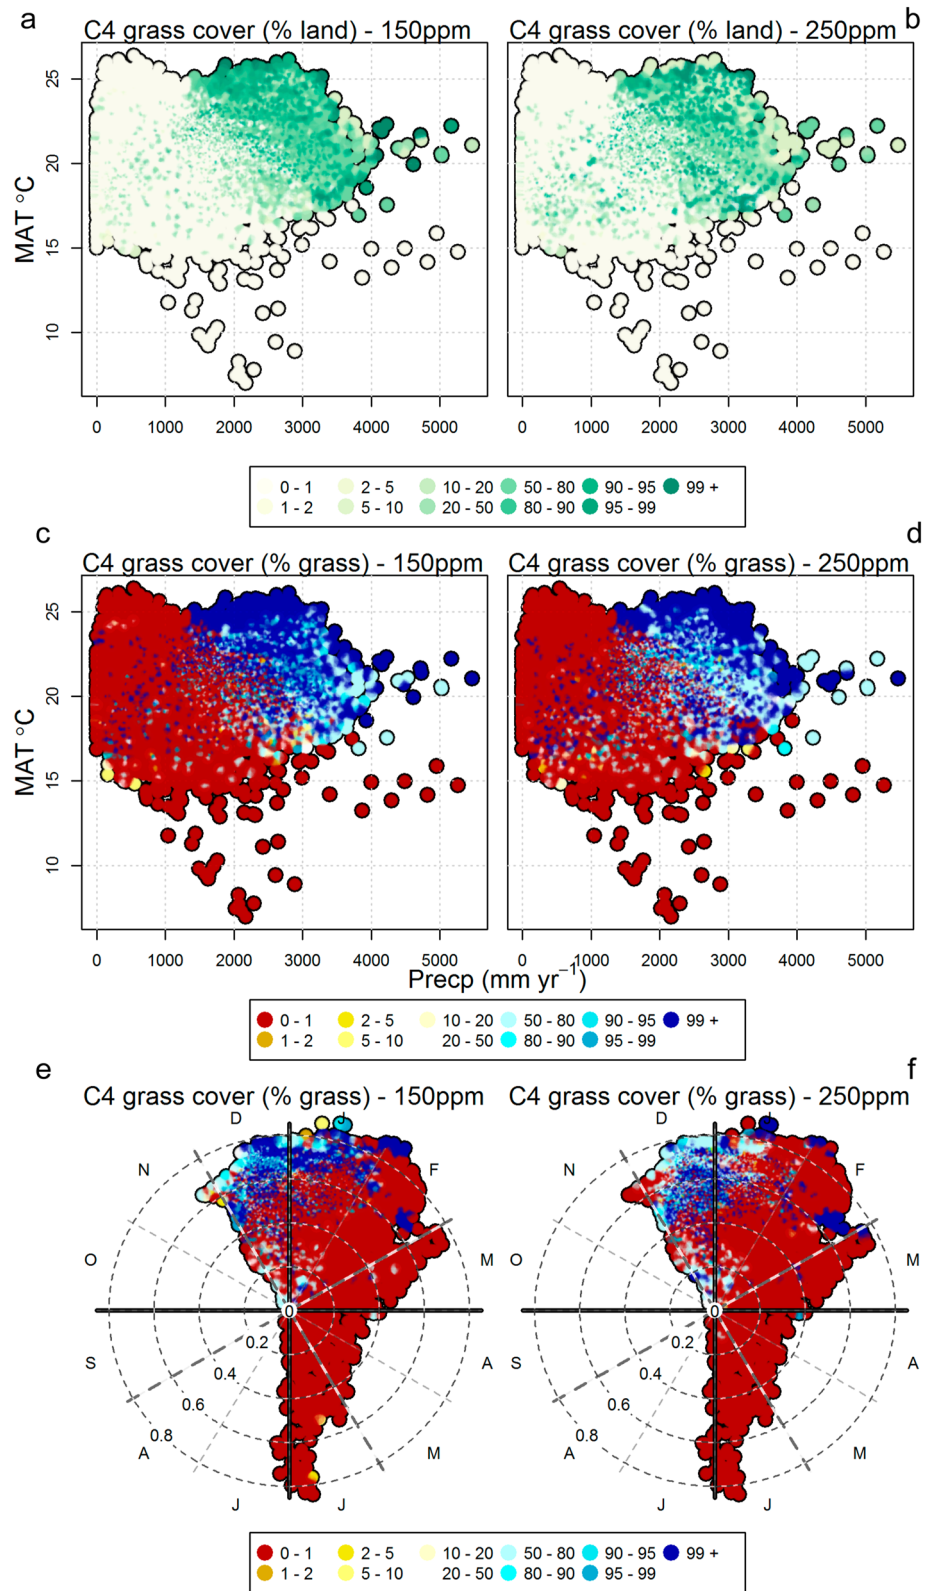 a
b
C4 grass cover (% land) - 150ppm
C4 grass cover (% land) - 250ppm
MAT °C
25
20
15
10
0 1000 2000 3000 4000 5000
0 1000 2000 3000 4000 5000
0 - 1 2 - 5 10 - 20 50 - 80 90 - 95 99 +
1 - 2 5 - 10 20 - 50 80 - 90 95 - 99
c
d
C4 grass cover (% grass) - 150ppm
C4 grass cover (% grass) - 250ppm
MAT °C
25
20
15
10
0 1000 2000 3000 4000 5000
0 1000 2000 3000 4000 5000
Precp (mm yr⁻¹)
0 - 1 2 - 5 10 - 20 50 - 80 90 - 95 99 +
1 - 2 5 - 10 20 - 50 80 - 90 95 - 99
e
f
C4 grass cover (% grass) - 150ppm
C4 grass cover (% grass) - 250ppm
D
N F
O M
S A
A M
J J
0
0.2
0.4
0.6
0.8
D
N F
O M
S A
A M
J J
0
0.2
0.4
0.6
0.8
0 - 1 2 - 5 10 - 20 50 - 80 90 - 95 99 +
1 - 2 5 - 10 20 - 50 80 - 90 95 - 99